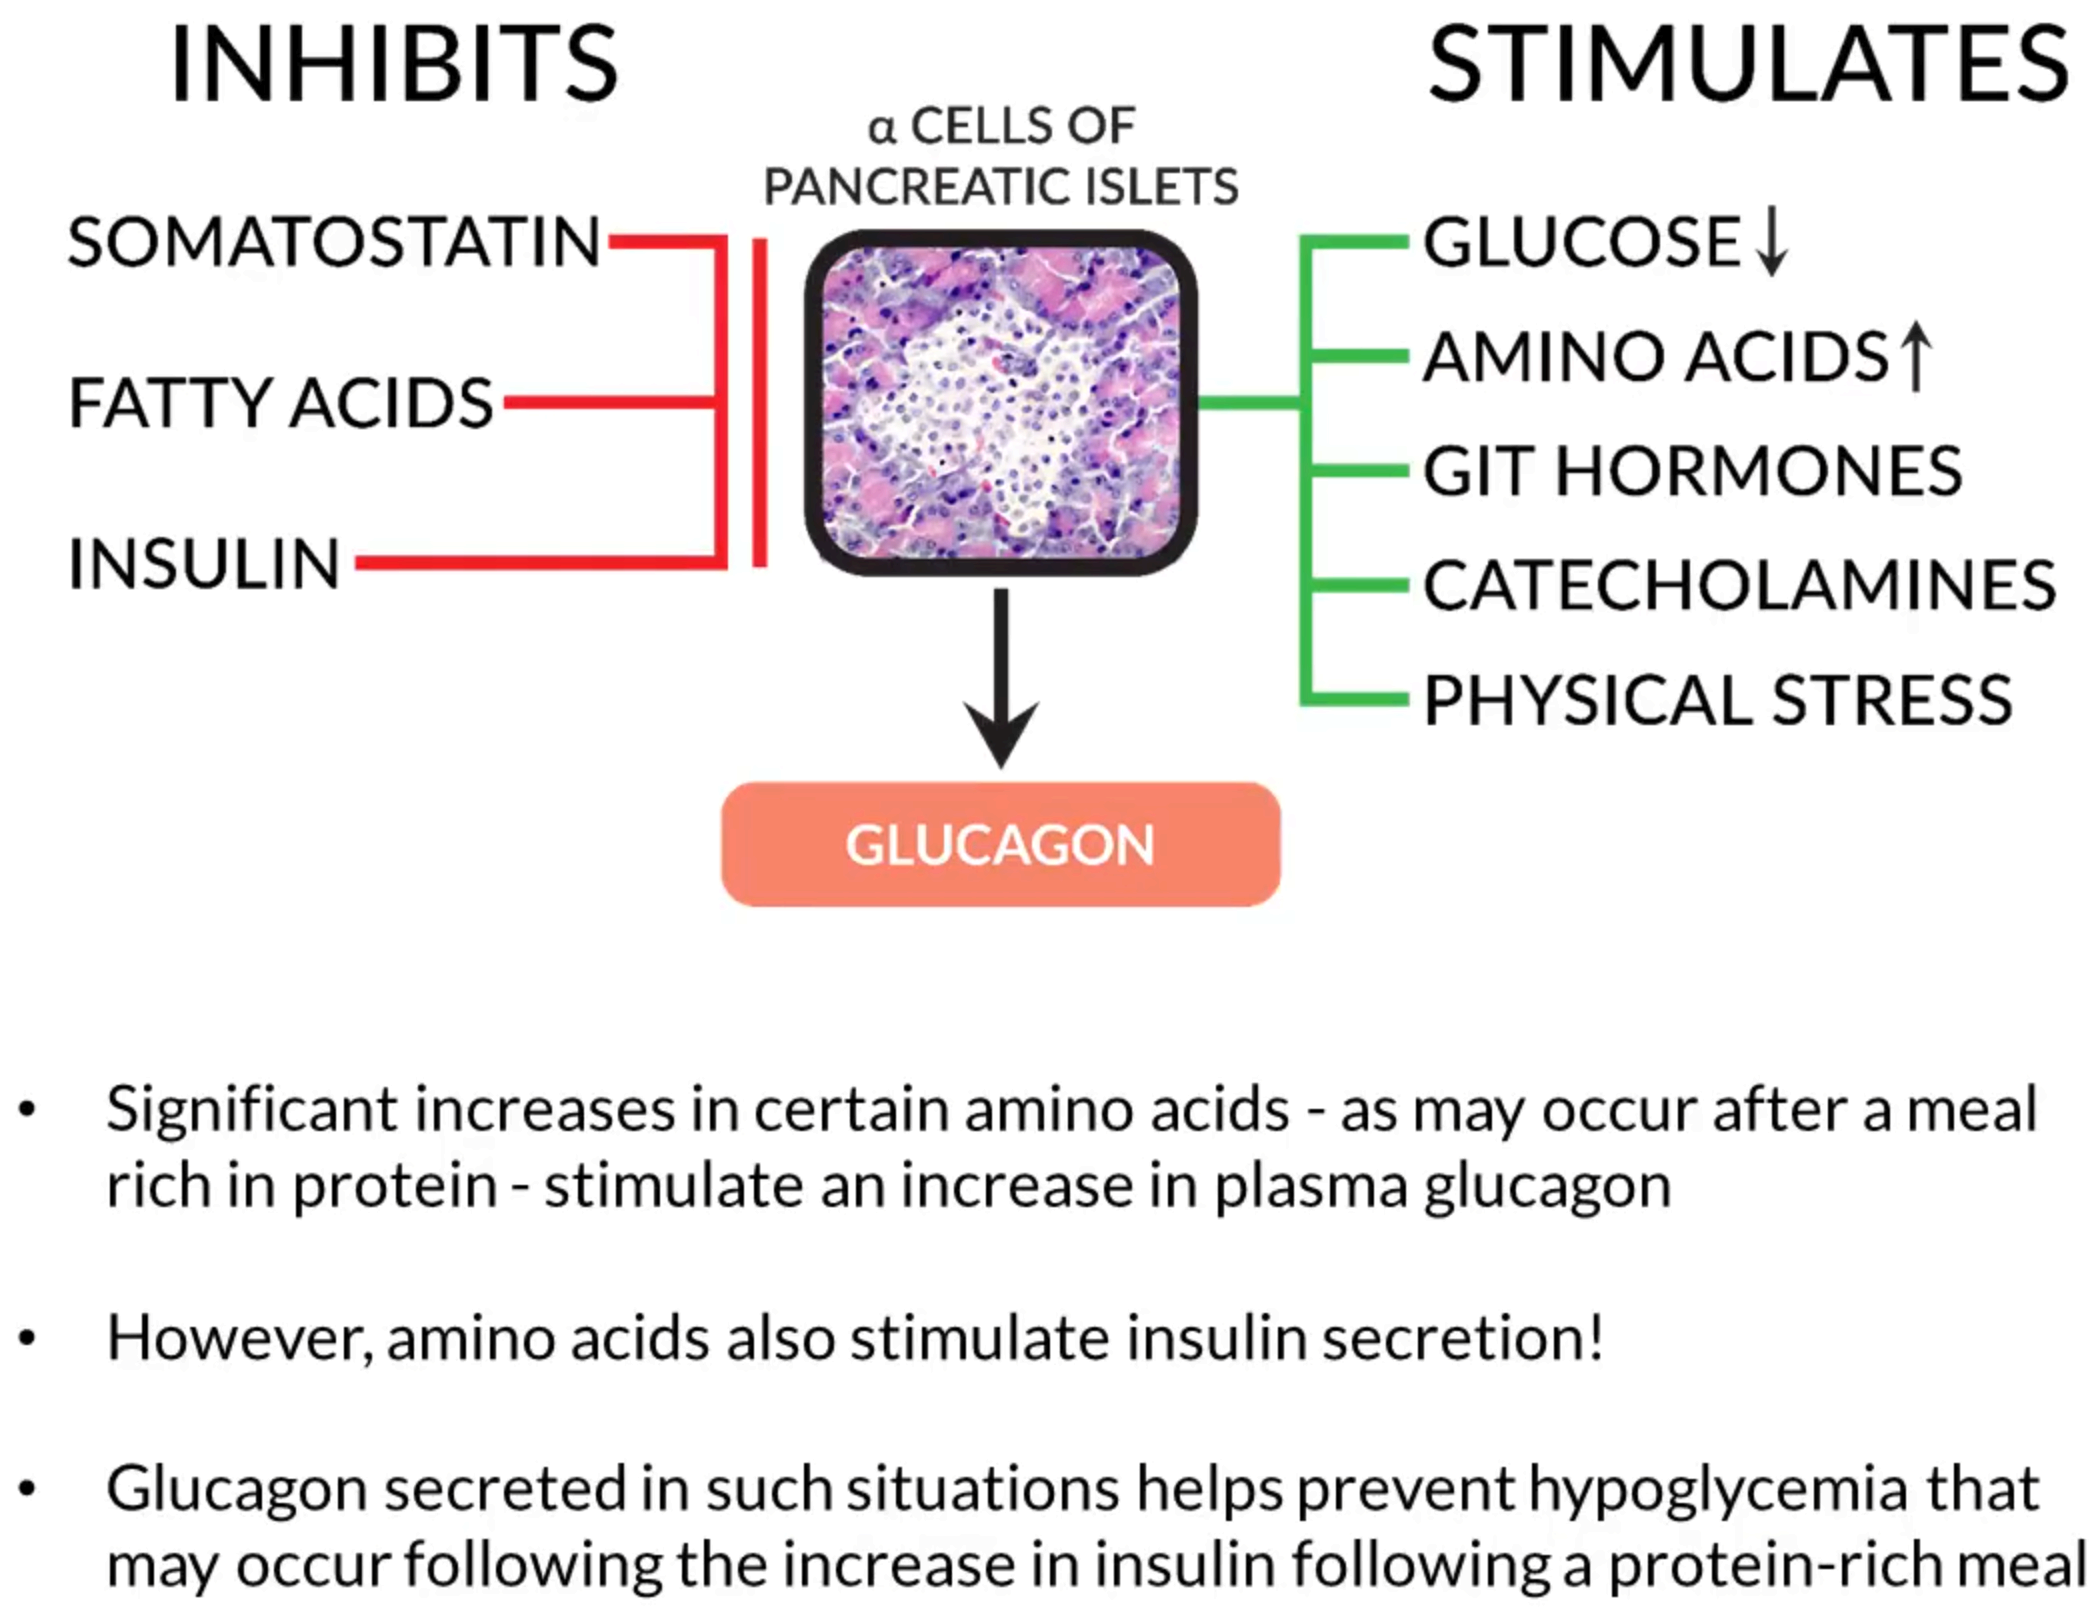 INHIBITS
STIMULATES
α CELLS OF
PANCREATIC ISLETS
SOMATOSTATIN
FATTY ACIDS
INSULIN
GLUCOSE ↓
AMINO ACIDS ↑
GIT HORMONES
CATECHOLAMINES
PHYSICAL STRESS
GLUCAGON
• Significant increases in certain amino acids - as may occur after a meal
rich in protein - stimulate an increase in plasma glucagon
• However, amino acids also stimulate insulin secretion!
• Glucagon secreted in such situations helps prevent hypoglycemia that
may occur following the increase in insulin following a protein-rich meal